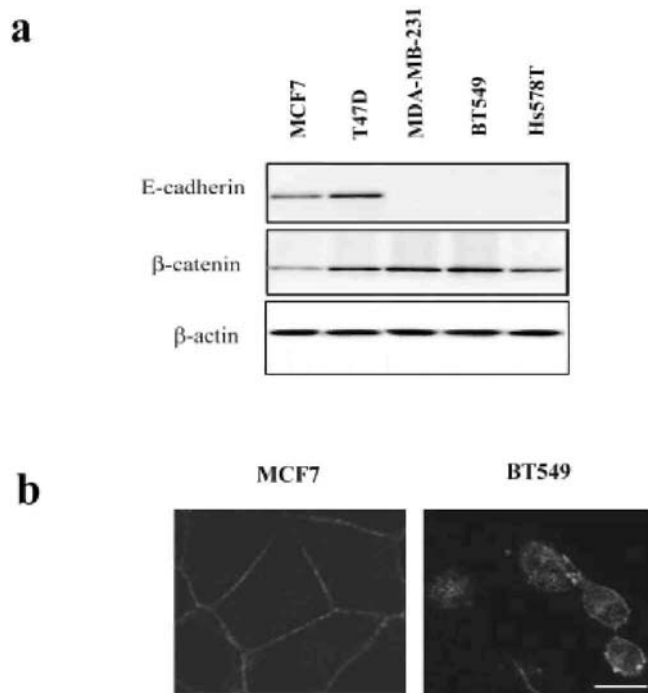 a
MCF7 T47D MDA-MB-231 BT549 Hs578T
E-cadherin
β-catenin
β-actin
b
MCF7 BT549